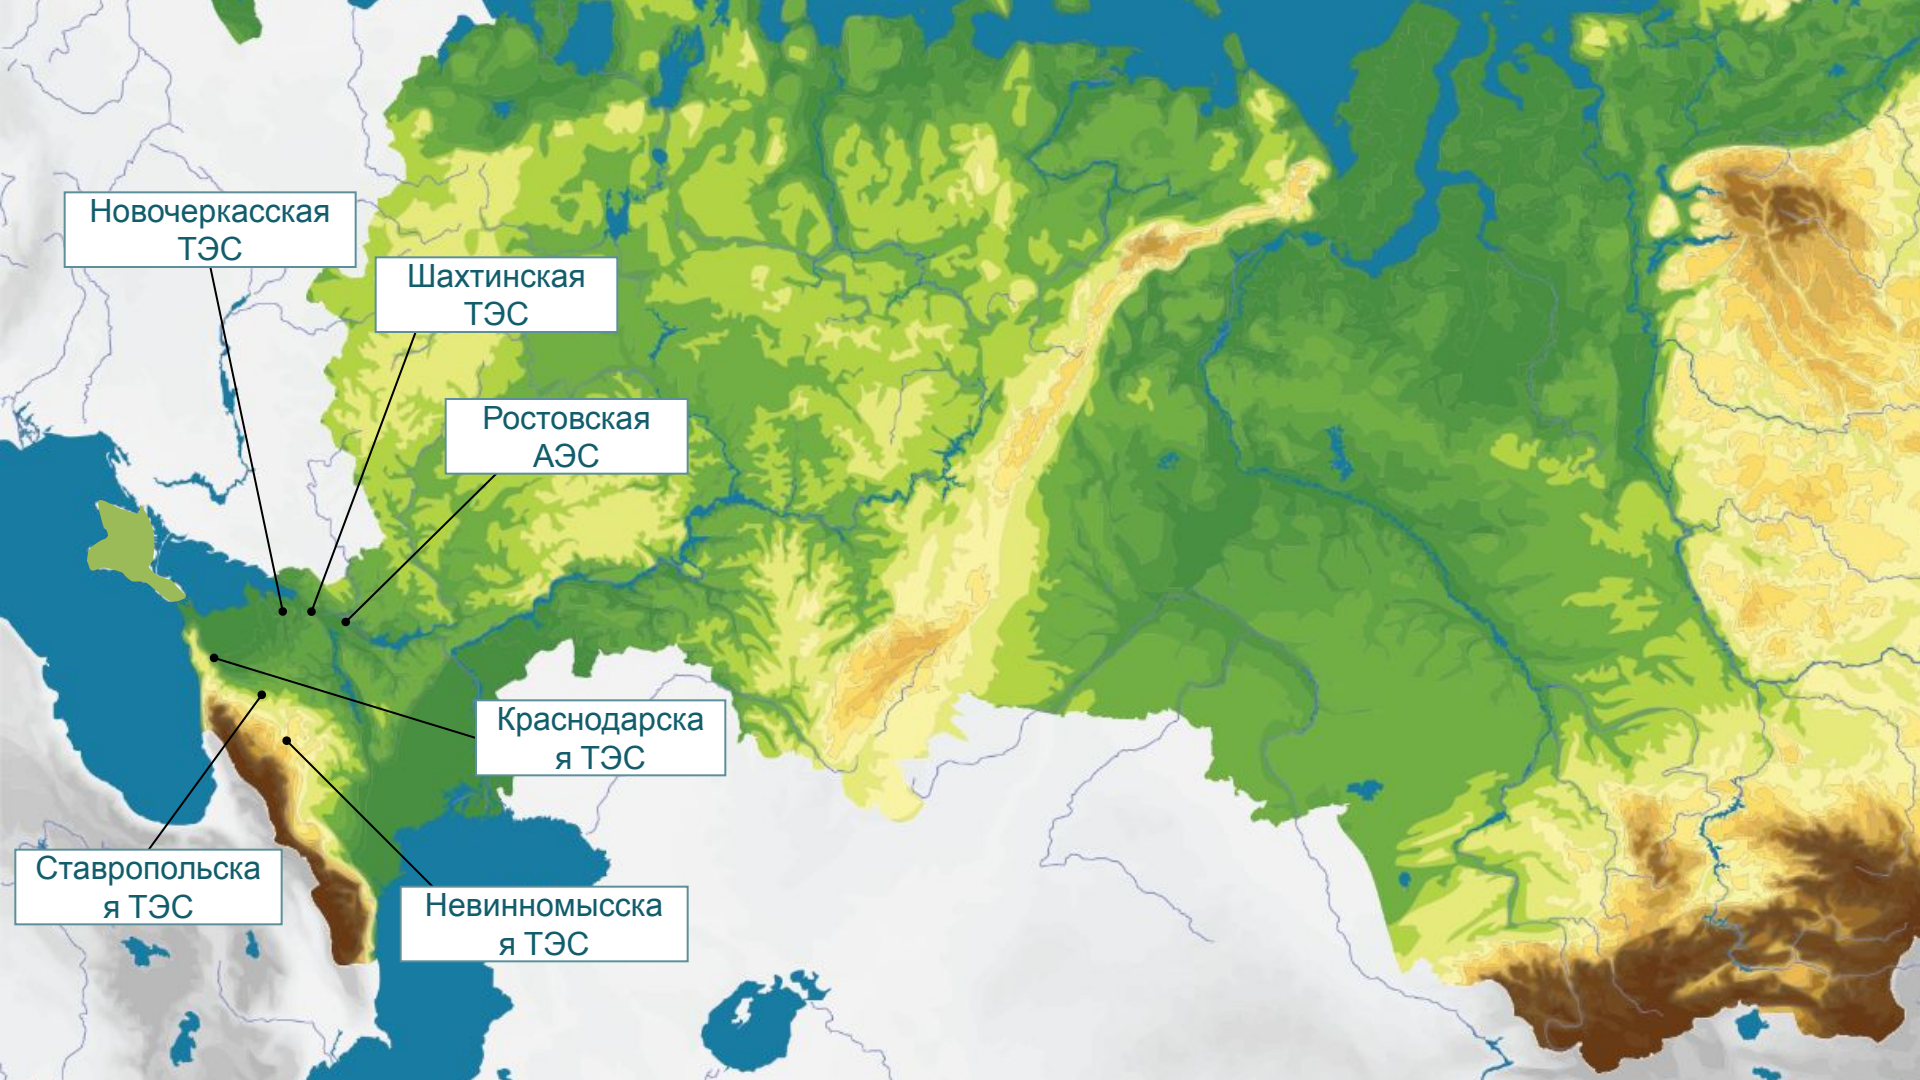 Новочеркасская
ТЭС
Шахтинская
ТЭС
Ростовская
АЭС
Краснодарска
я ТЭС
Ставропольска
я ТЭС
Невинномысска
я ТЭС